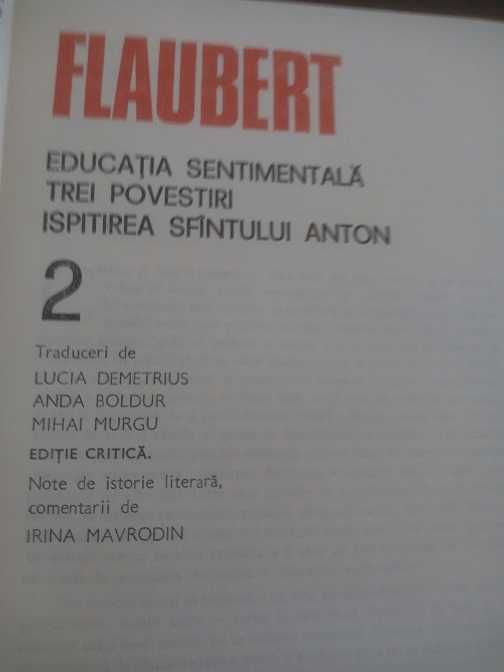 FLAUBERT
EDUCAȚIA SENTIMENTALĂ
TREI POVESTIRI
ISPITIREA SFÎNTULUI ANTON
2
Traduceri de
LUCIA DEMETRIUS
ANDA BOLDUR
MIHAI MURGU
EDIȚIE CRITICĂ.
Note de istorie literară,
comentarii de
IRINA MAVRODIN